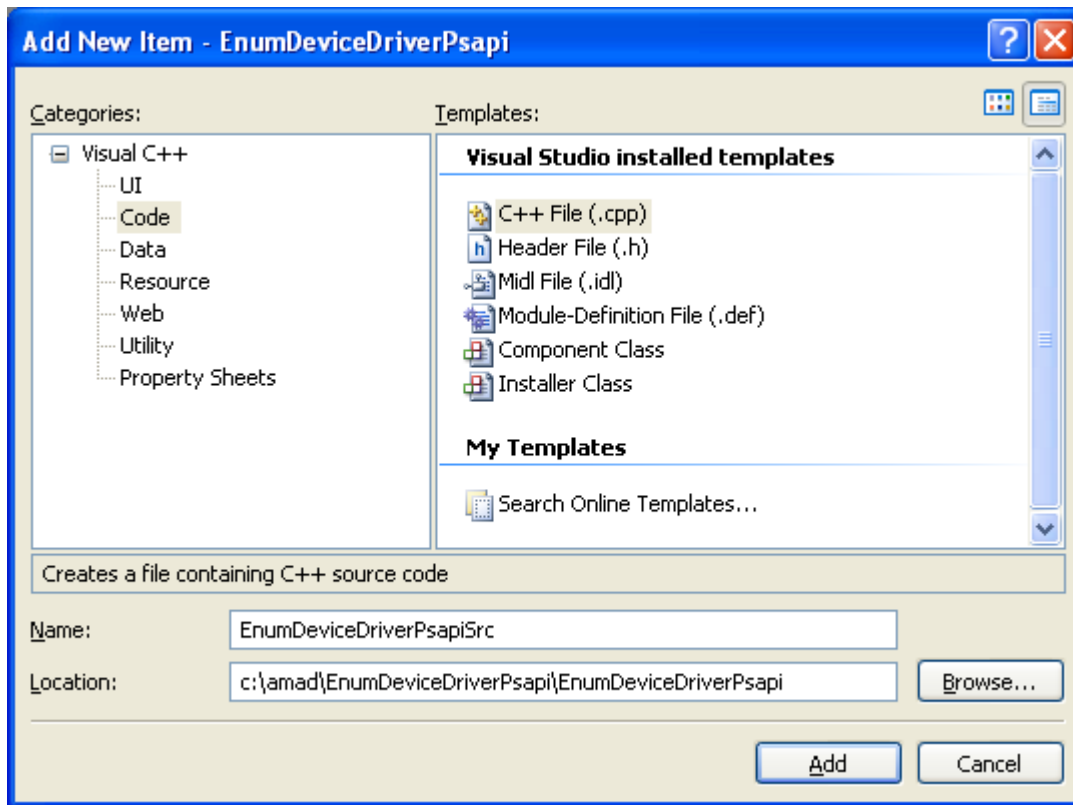 Add New Item - EnumDeviceDriverPsapi
Categories:
Templates:
Visual C++
UI
Code
Data
Resource
Web
Utility
Property Sheets
Visual Studio installed templates
C++ File (.cpp)
Header File (.h)
Midl File (.idl)
Module-Definition File (.def)
Component Class
Installer Class
My Templates
Search Online Templates...
Creates a file containing C++ source code
Name:
EnumDeviceDriverPsapiSrc
Location:
c:\amad\EnumDeviceDriverPsapi\EnumDeviceDriverPsapi
Browse...
Add
Cancel